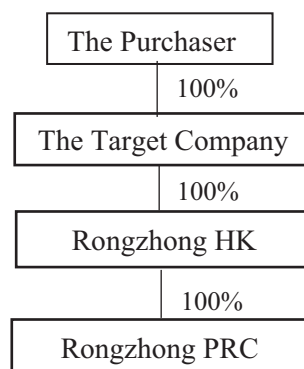 The Purchaser
100%
The Target Company
100%
Rongzhong HK
100%
Rongzhong PRC